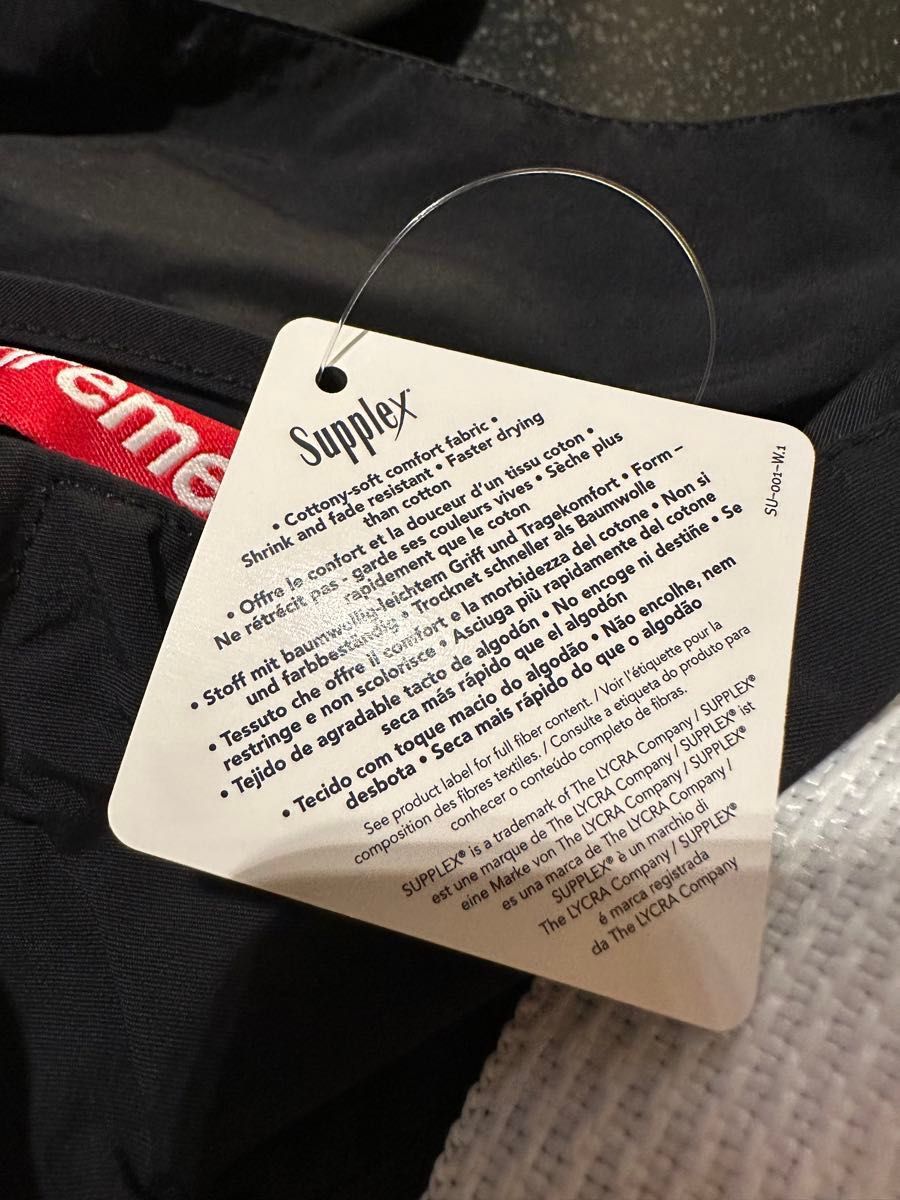 reme
Supplex®
• Cottony-soft comfort fabric •
Shrink and fade resistant • Faster drying
than cotton
• Offre le confort et la douceur d'un tissu coton •
Ne rétrécit pas - garde ses couleurs vives • Sèche plus
rapidement que le coton
• Stoff mit baumwollig-leichtem Griff und Tragekomfort • Form –
und farbbeständig • Trocknet schneller als Baumwolle
• Tessuto che offre il comfort e la morbidezza del cotone • Non si
restringe e non scolorisce • Asciuga più rapidamente del cotone
• Tejido de agradable tacto de algodón • No encoge ni destiñe • Se
seca más rápido que el algodón
• Tecido com toque macio do algodão • Não encolhe, nem
desbota • Seca mais rápido do que o algodão
See product label for full fiber content. / Voir l'étiquette pour la
composition des fibres textiles. / Consulte a etiqueta do produto para
conhecer o conteúdo completo de fibras.
SUPPLEX® is a trademark of The LYCRA Company / SUPPLEX®
est une marque de The LYCRA Company / SUPPLEX® ist
eine Marke von The LYCRA Company / SUPPLEX®
es una marca de The LYCRA Company /
SUPPLEX® è un marchio di
The LYCRA Company / SUPPLEX®
é marca registrada
da The LYCRA Company
SU-001-W.1